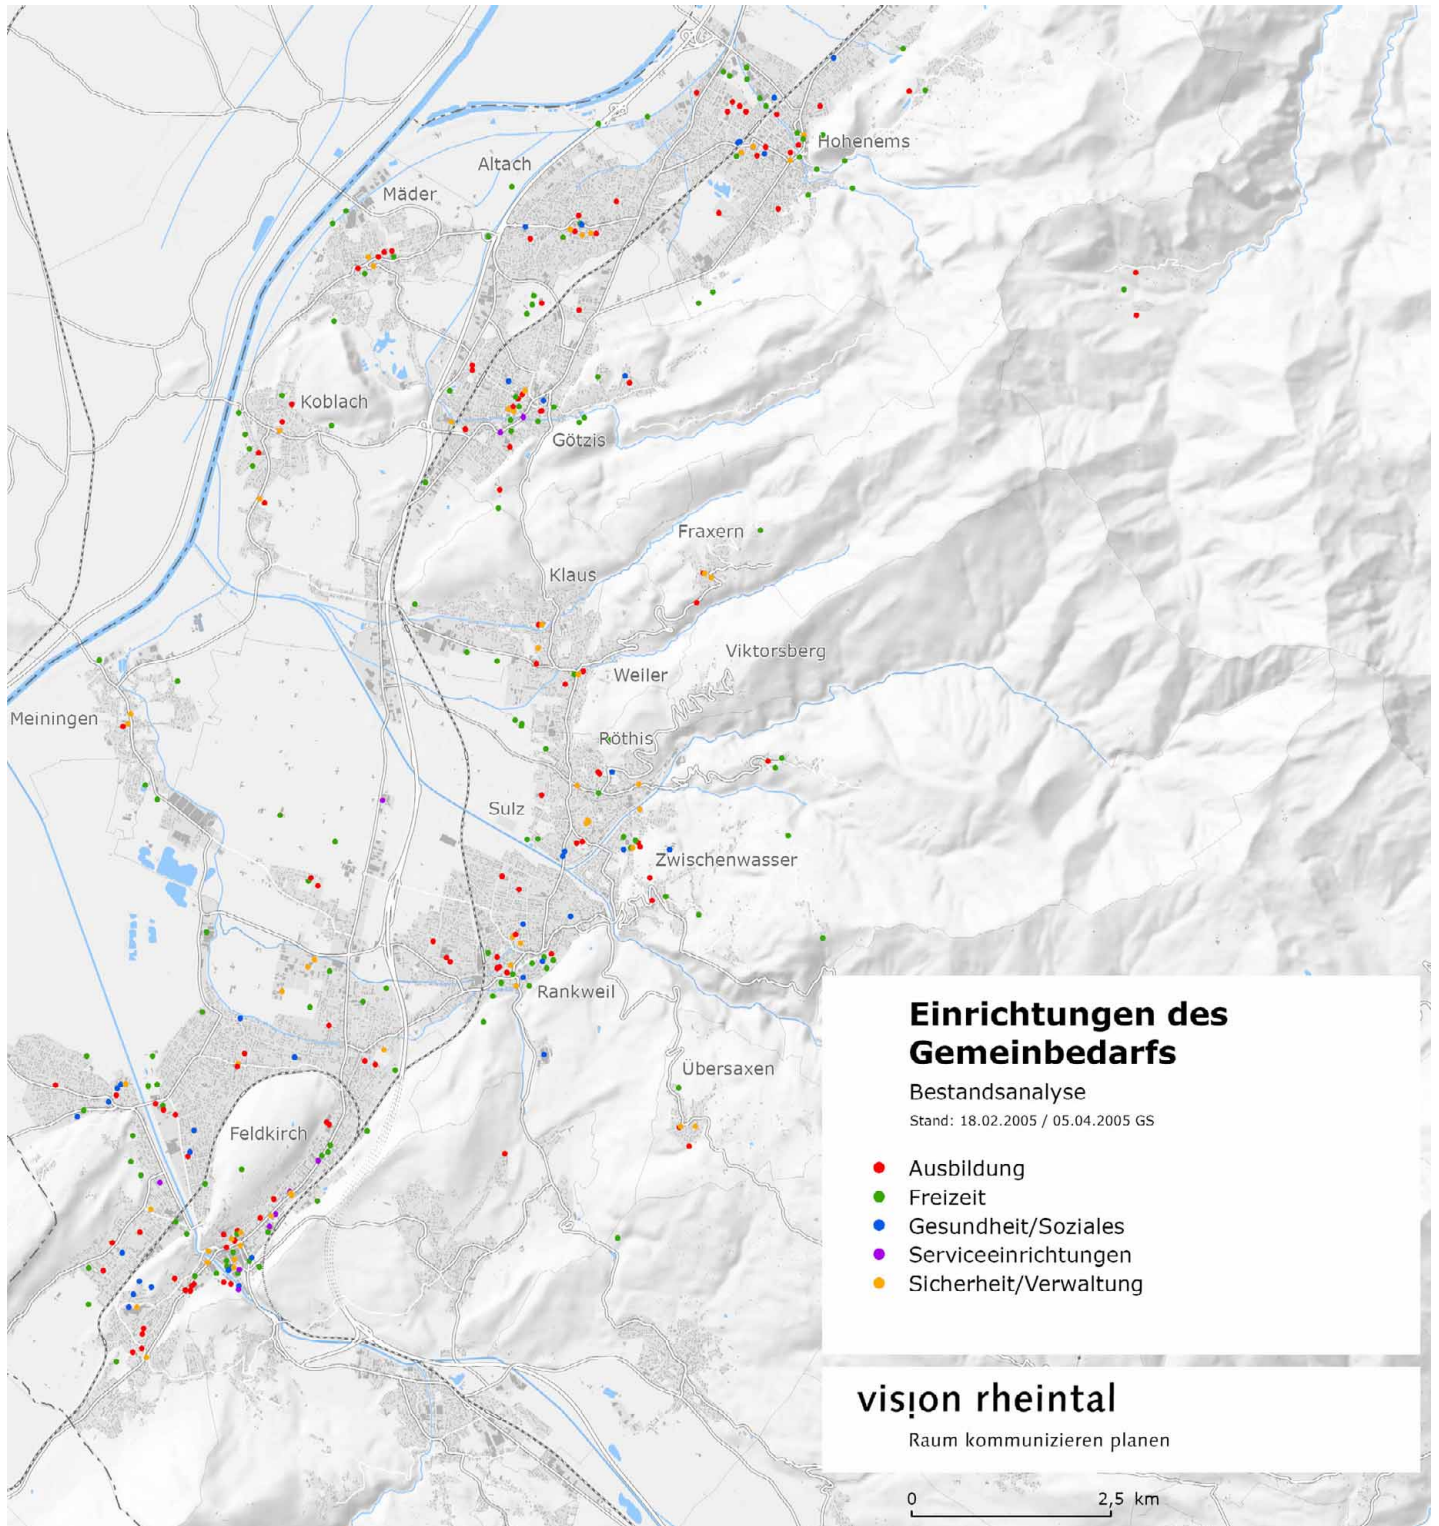 Hohenems
Altach
Mäder
Koblach
Götzis
Fraxern
Klaus
Viktorsberg
Weiler
Meiningen
Röthis
Sulz
Zwischenwasser
Rankweil
Übersaxen
Feldkirch
Einrichtungen des
Gemeinbedarfs
Bestandsanalyse
Stand: 18.02.2005 / 05.04.2005 GS
Ausbildung
Freizeit
Gesundheit/Soziales
Serviceeinrichtungen
Sicherheit/Verwaltung
vision rheintal
Raum kommunizieren planen
0 2,5 km